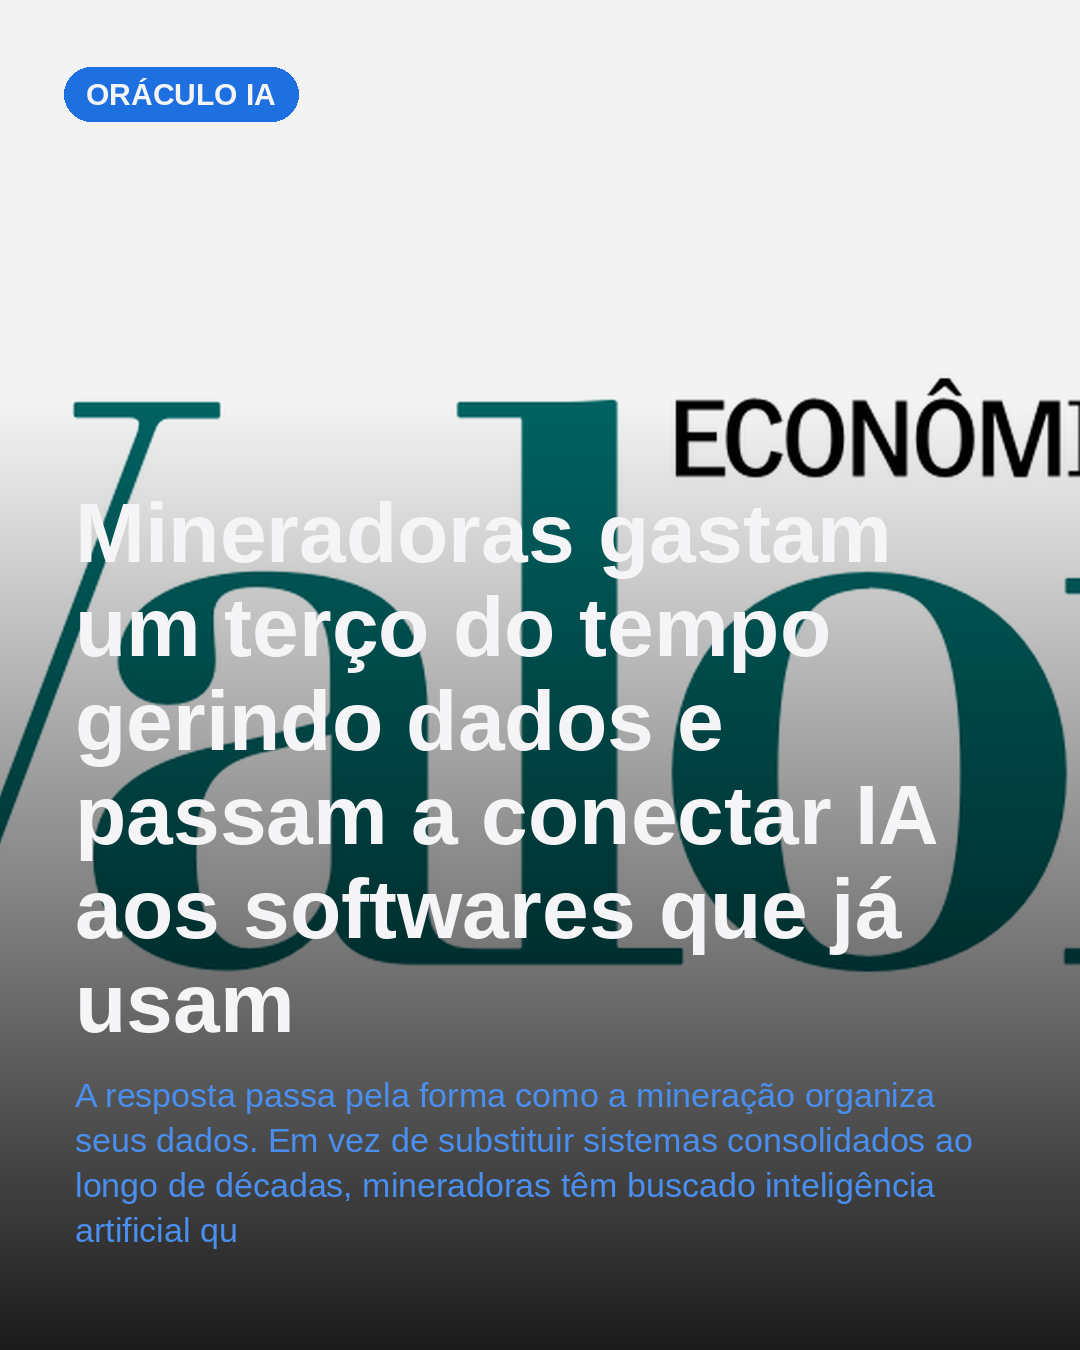 ORÁCULO IA
ECONÔMI
Valor
Mineradoras gastam
um terço do tempo
gerindo dados e
passam a conectar IA
aos softwares que já
usam
A resposta passa pela forma como a mineração organiza
seus dados. Em vez de substituir sistemas consolidados ao
longo de décadas, mineradoras têm buscado inteligência
artificial qu